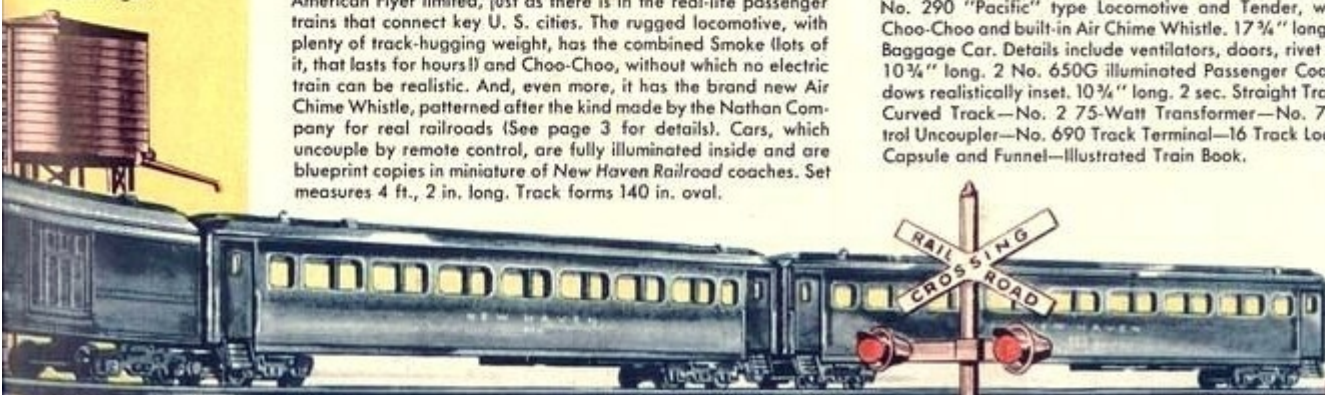 American Flyer limited, just as there is in the real-life passenger
trains that connect key U. S. cities. The rugged locomotive, with
plenty of track-hugging weight, has the combined Smoke (lots of
it, that lasts for hours!) and Choo-Choo, without which no electric
train can be realistic. And, even more, it has the brand new Air
Chime Whistle, patterned after the kind made by the Nathan Com-
pany for real railroads (See page 3 for details). Cars, which
uncouple by remote control, are fully illuminated inside and are
blueprint copies in miniature of New Haven Railroad coaches. Set
measures 4 ft., 2 in. long. Track forms 140 in. oval.
No. 290 "Pacific" type Locomotive and Tender, w
Choo-Choo and built-in Air Chime Whistle. 17¾" long
Baggage Car. Details include ventilators, doors, rivet
10¾" long. 2 No. 650G illuminated Passenger Coa
dows realistically inset. 10¾" long. 2 sec. Straight Tra
Curved Track—No. 2 75-Watt Transformer—No. 7
trol Uncoupler—No. 690 Track Terminal—16 Track Lo
Capsule and Funnel—Illustrated Train Book.
NEW HAVEN
RAIL ROAD
CROSSING
HAVEN